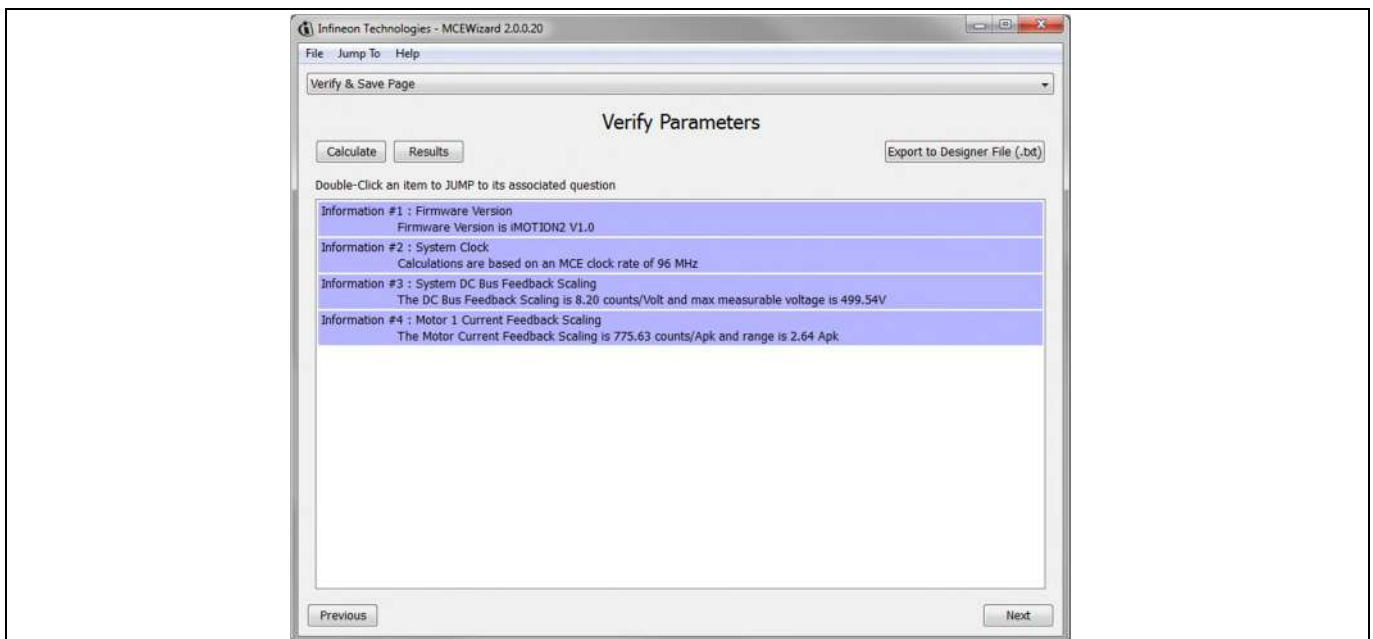 Infineon Technologies - MCEWizard 2.0.0.20
File Jump To Help
Verify & Save Page
Verify Parameters
Calculate Results Export to Designer File (.txt)
Double-Click an item to JUMP to its associated question
Information #1 : Firmware Version
Firmware Version is iMOTION2 V1.0
Information #2 : System Clock
Calculations are based on an MCE clock rate of 96 MHz
Information #3 : System DC Bus Feedback Scaling
The DC Bus Feedback Scaling is 8.20 counts/Volt and max measurable voltage is 499.54V
Information #4 : Motor 1 Current Feedback Scaling
The Motor Current Feedback Scaling is 775.63 counts/Apk and range is 2.64 Apk
Previous Next